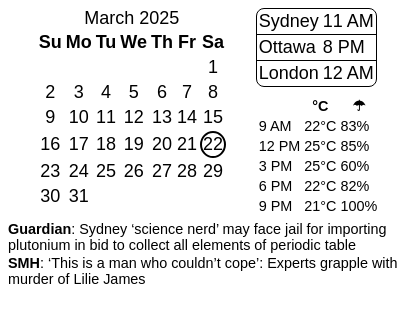 March 2025
Su Mo Tu We Th Fr Sa
1
2 3 4 5 6 7 8
9 10 11 12 13 14 15
16 17 18 19 20 21 22
23 24 25 26 27 28 29
30 31
Sydney 11 AM
Ottawa 8 PM
London 12 AM
°C ☂
9 AM 22°C 83%
12 PM 25°C 85%
3 PM 25°C 60%
6 PM 22°C 82%
9 PM 21°C 100%
Guardian: Sydney ‘science nerd’ may face jail for importing
plutonium in bid to collect all elements of periodic table
SMH: ‘This is a man who couldn’t cope’: Experts grapple with
murder of Lilie James